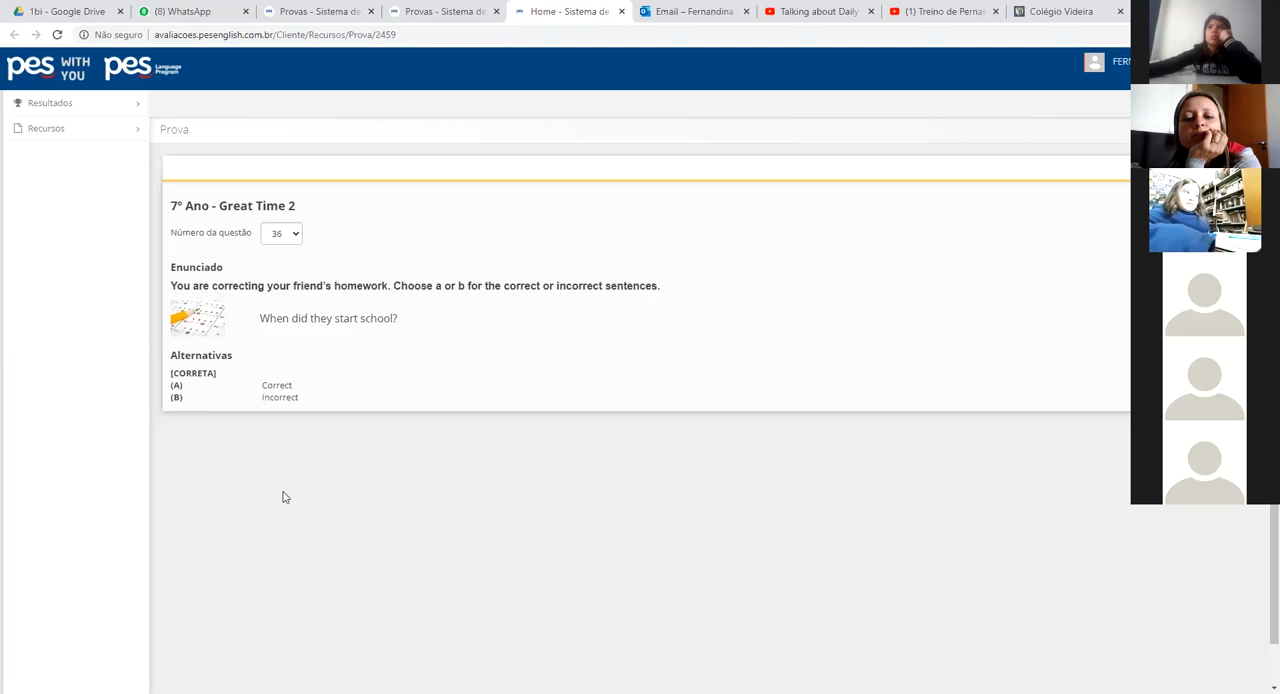 1bi - Google Drive
(8) WhatsApp
Provas - Sistema de
Provas - Sistema de
Home - Sistema de
Email – Fernandina
Talking about Daily
(1) Treino de Pernas
Colégio Videira
Não seguro
avaliacoes.pesenglish.com.br/Cliente/Recursos/Prova/2459
pes WITH YOU
pes Language Program
FERN
Resultados
Recursos
Prova
7º Ano - Great Time 2
Número da questão
36
Enunciado
You are correcting your friend's homework. Choose a or b for the correct or incorrect sentences.
When did they start school?
Alternativas
[CORRETA]
(A) Correct
(B) Incorrect